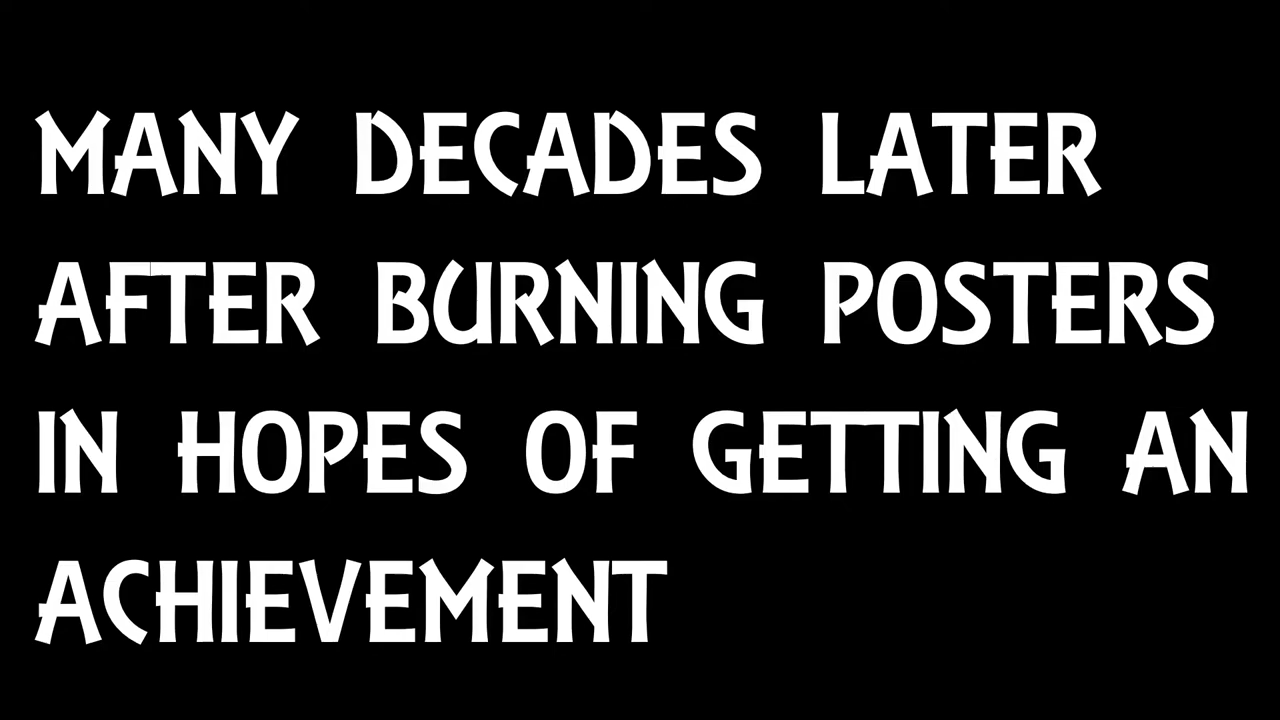 MANY DECADES LATER
AFTER BURNING POSTERS
IN HOPES OF GETTING AN
ACHIEVEMENT